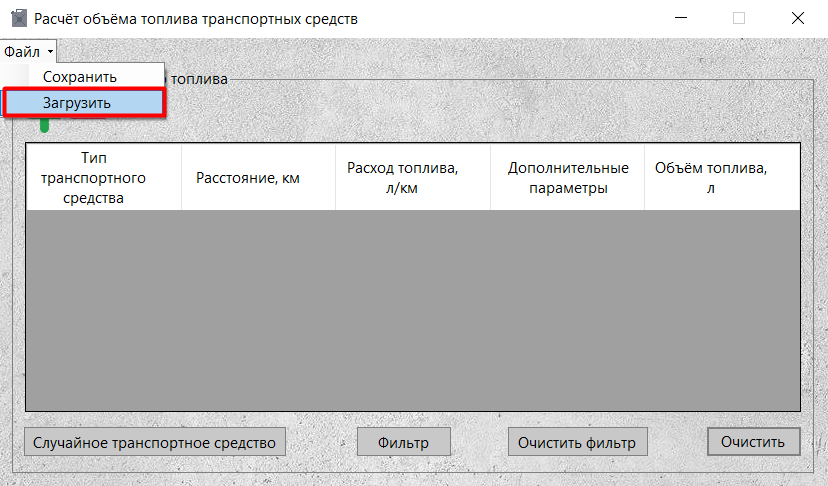 Расчёт объёма топлива транспортных средств
Файл
Сохранить
топлива
Загрузить
Тип
транспортного
средства
Расстояние, км
Расход топлива,
л/км
Дополнительные
параметры
Объём топлива,
л
Случайное транспортное средство
Фильтр
Очистить фильтр
Очистить